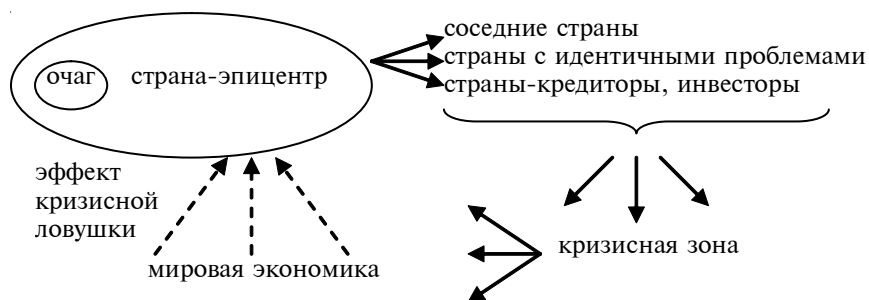 соседние страны
страны с идентичными проблемами
страны-кредиторы, инвесторы
очаг
страна-эпицентр
эффект
кризисной
ловушки
мировая экономика
кризисная зона